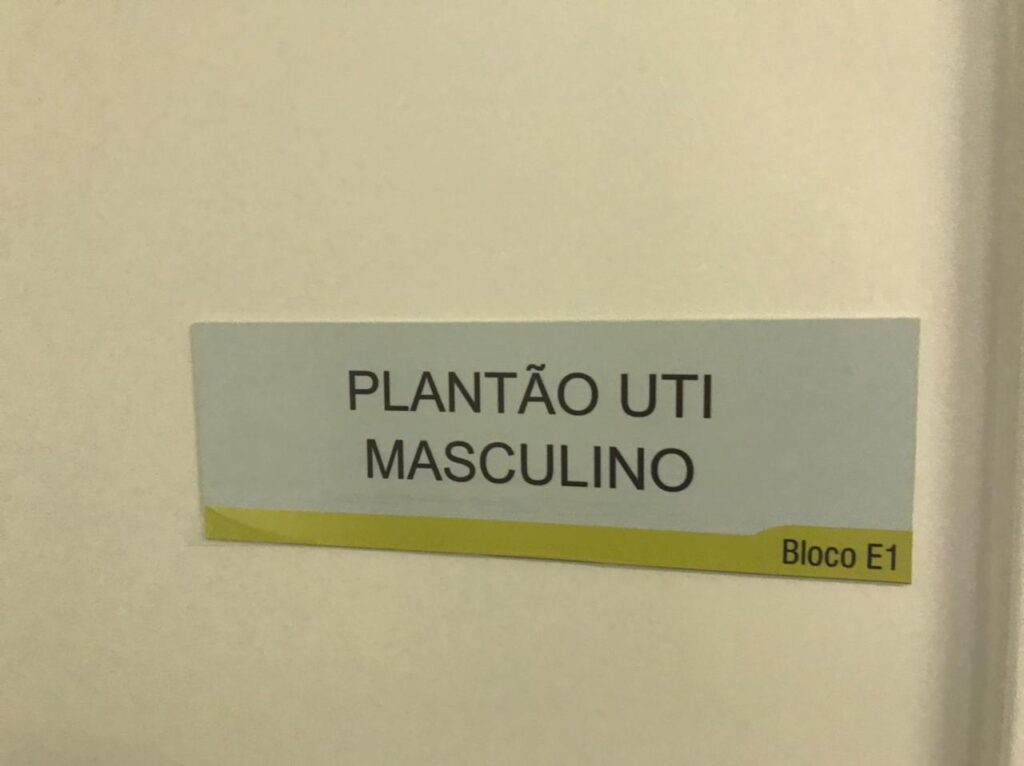 PLANTÃO UTI
MASCULINO
Bloco E1